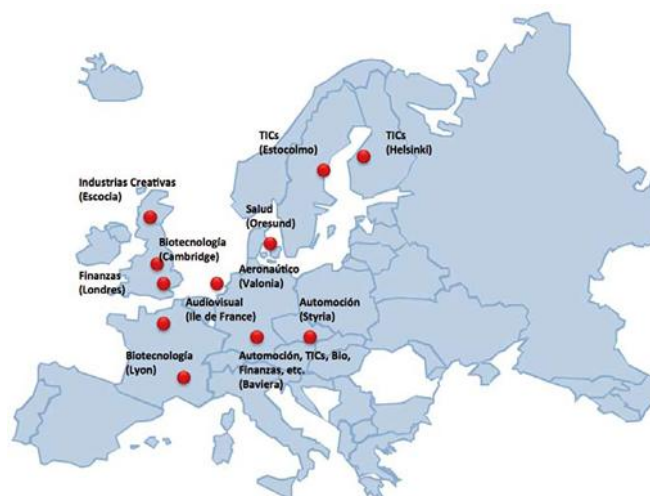 TICs
(Estocolmo)
TICs
(Helsinki)
Industrias Creativas
(Escocia)
Salud
(Oresund)
Biotecnología
(Cambridge)
Finanzas
(Londres)
Aeronaútico
(Valonia)
Audiovisual
(Ile de France)
Automoción
(Styria)
Biotecnología
(Lyon)
Automoción, TICs, Bio,
Finanzas, etc.
(Baviera)